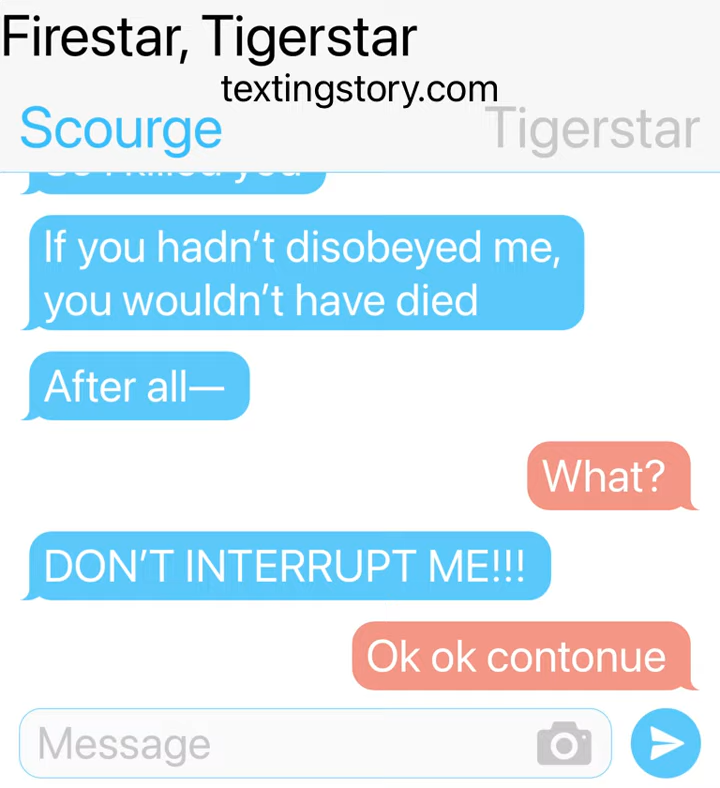 Firestar, Tigerstar
textingstory.com
Scourge
Tigerstar
If you hadn't disobeyed me,
you wouldn't have died
After all—
What?
DON'T INTERRUPT ME!!!
Ok ok contonue
Message